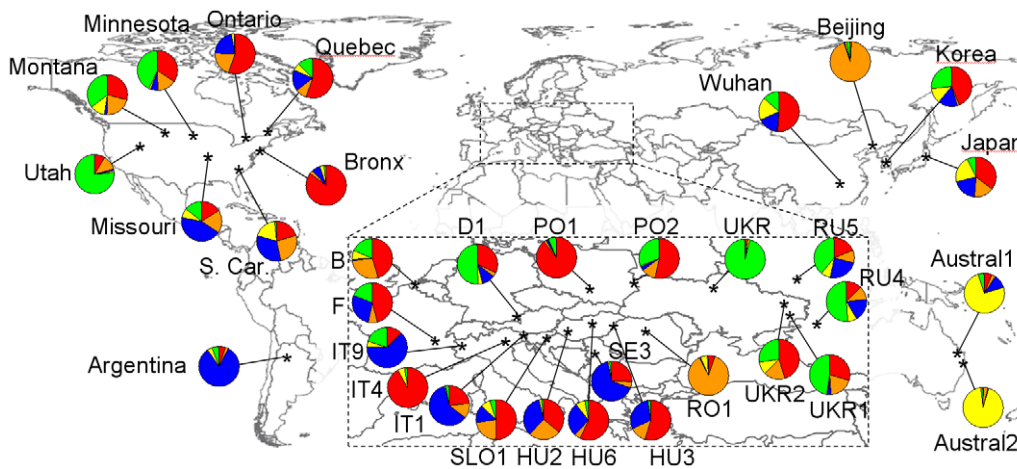 Minnesota
Ontario
Quebec
Montana
Utah
Bronx
Missouri
S. Car.
Argentina
Beijing
Korea
Wuhan
Japan
D1
PO1
PO2
UKR
RU5
B
RU4
F
Austral1
IT9
SE3
IT4
IT1
RO1
UKR2
UKR1
SLO1
HU2
HU6
HU3
Austral2